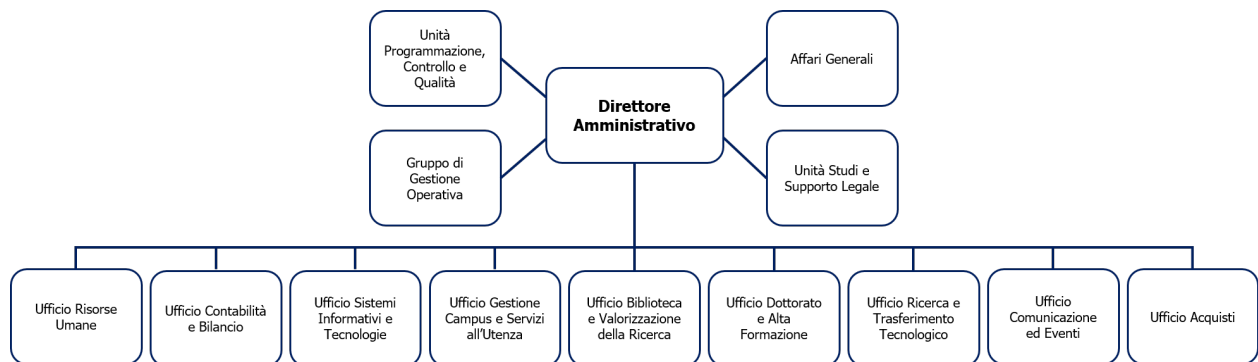 Unità
Programmazione,
Controllo e
Qualità
Affari Generali
Direttore
Amministrativo
Gruppo di
Gestione
Operativa
Unità Studi e
Supporto Legale
Ufficio Risorse
Umane
Ufficio Contabilità
e Bilancio
Ufficio Sistemi
Informativi e
Tecnologie
Ufficio Gestione
Campus e Servizi
all'Utenza
Ufficio Biblioteca
e Valorizzazione
della Ricerca
Ufficio Dottorato
e Alta
Formazione
Ufficio Ricerca e
Trasferimento
Tecnologico
Ufficio
Comunicazione
ed Eventi
Ufficio Acquisti